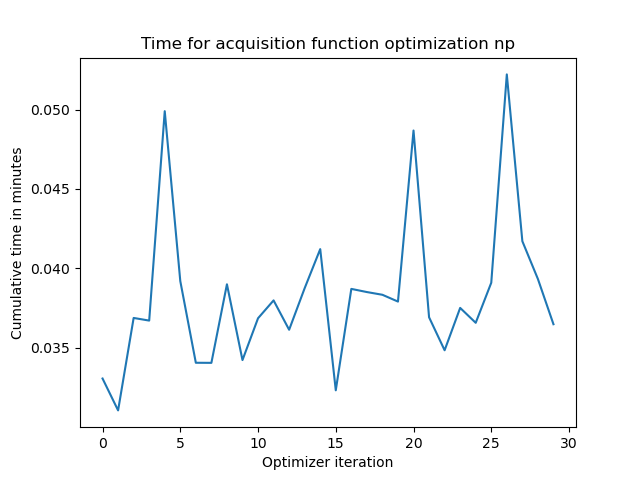 Time for acquisition function optimization np
Cumulative time in minutes
0.050
0.045
0.040
0.035
0 5 10 15 20 25 30
Optimizer iteration